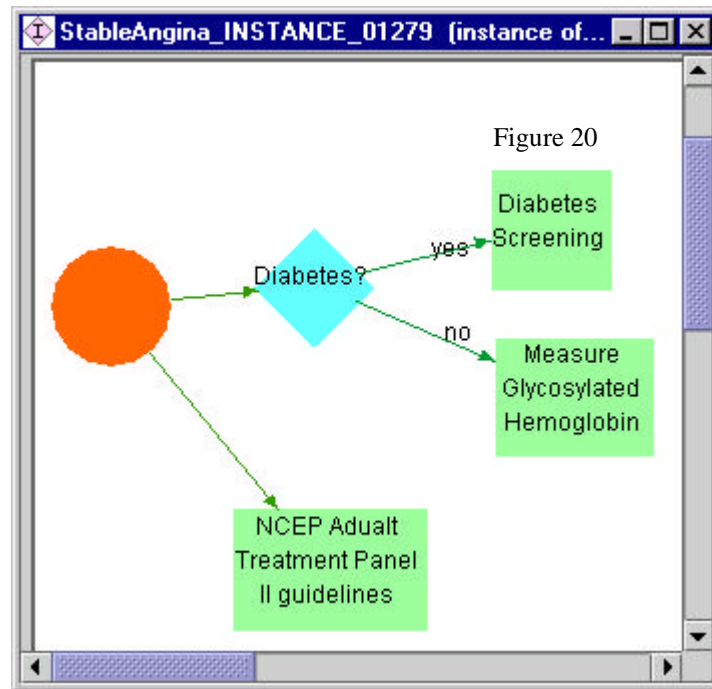 StableAngina_INSTANCE_01279 (instance of...
Figure 20
Diabetes
Screening
yes
Diabetes?
no
Measure
Glycosylated
Hemoglobin
NCEP Adualt
Treatment Panel
II guidelines